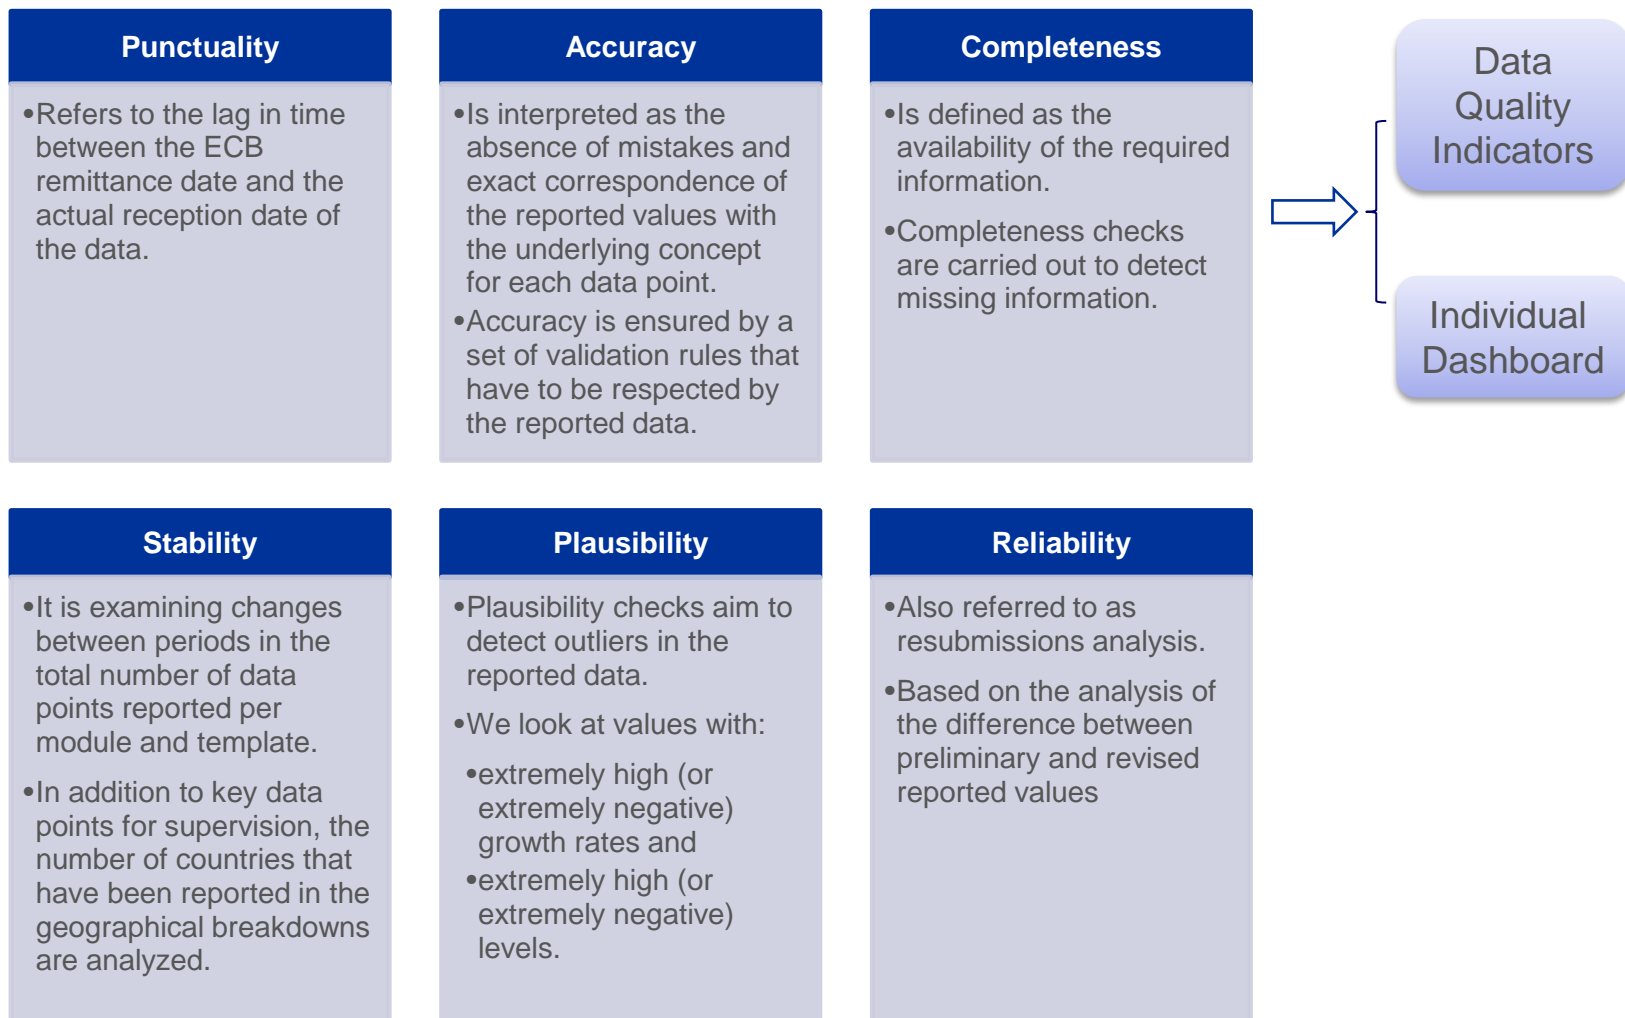 Punctuality
•Refers to the lag in time
between the ECB
remittance date and the
actual reception date of
the data.
Accuracy
•Is interpreted as the
absence of mistakes and
exact correspondence of
the reported values with
the underlying concept
for each data point.
•Accuracy is ensured by a
set of validation rules that
have to be respected by
the reported data.
Completeness
•Is defined as the
availability of the required
information.
•Completeness checks
are carried out to detect
missing information.
Data
Quality
Indicators
Individual
Dashboard
Stability
•It is examining changes
between periods in the
total number of data
points reported per
module and template.
•In addition to key data
points for supervision, the
number of countries that
have been reported in the
geographical breakdowns
are analyzed.
Plausibility
•Plausibility checks aim to
detect outliers in the
reported data.
•We look at values with:
•extremely high (or
extremely negative)
growth rates and
•extremely high (or
extremely negative)
levels.
Reliability
•Also referred to as
resubmissions analysis.
•Based on the analysis of
the difference between
preliminary and revised
reported values